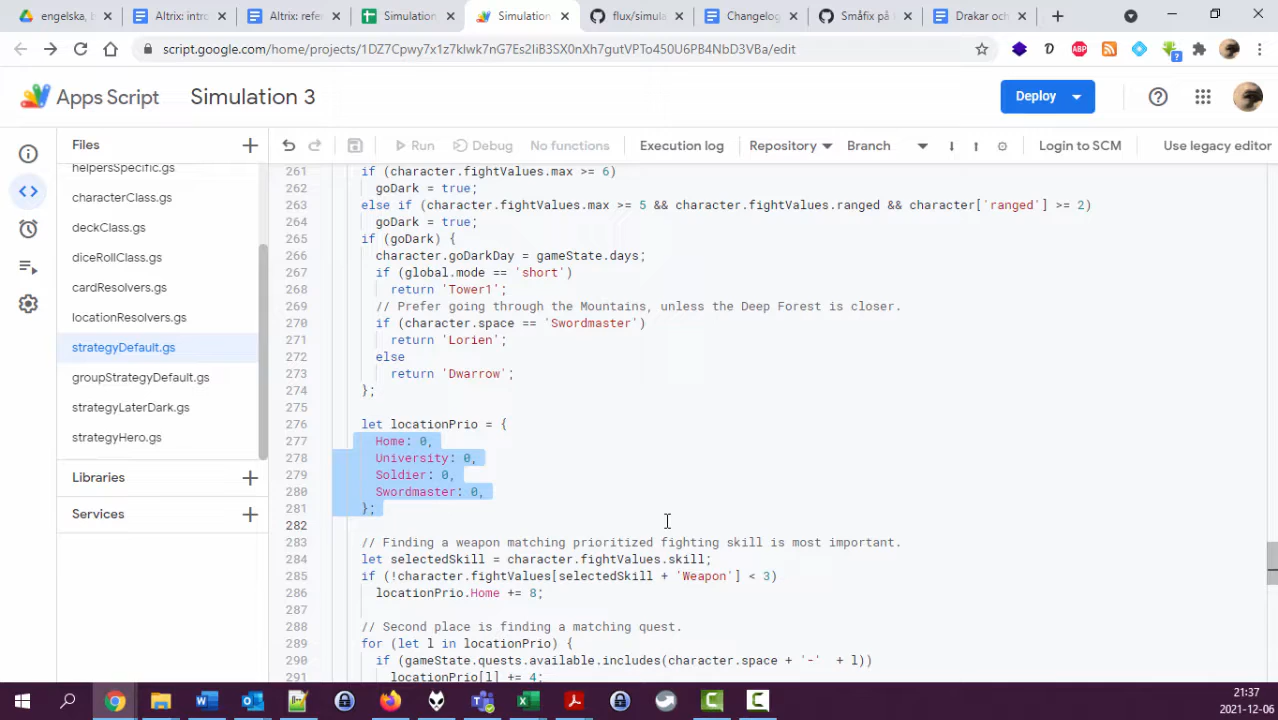 engelska, b
Altrix: intro
Altrix: refer
Simulation
Simulation
flux/simula
Changelog
Småfix på
Drakar och
script.google.com/home/projects/1DZ7Cpwy7x1z7klwk7nG7Es2IiB3SX0nXh7gutVPTo450U6PB4NbD3VBa/edit
Apps Script
Simulation 3
Deploy
Files
Run
Debug
No functions
Execution log
Repository
Branch
Login to SCM
Use legacy editor
helpersSpecific.gs
characterClass.gs
deckClass.gs
diceRollClass.gs
cardResolvers.gs
locationResolvers.gs
strategyDefault.gs
groupStrategyDefault.gs
strategyLaterDark.gs
strategyHero.gs
Libraries
Services
261 if (character.fightValues.max >= 6)
262 goDark = true;
263 else if (character.fightValues.max >= 5 && character.fightValues.ranged && character['ranged'] >= 2)
264 goDark = true;
265 if (goDark) {
266 character.goDarkDay = gameState.days;
267 if (global.mode == 'short')
268 return 'Tower1';
269 // Prefer going through the Mountains, unless the Deep Forest is closer.
270 if (character.space == 'Swordmaster')
271 return 'Lorien';
272 else
273 return 'Dwarrow';
274 };
275
276 let locationPrio = {
277 Home: 0,
278 University: 0,
279 Soldier: 0,
280 Swordmaster: 0,
281 };
282
283 // Finding a weapon matching prioritized fighting skill is most important.
284 let selectedSkill = character.fightValues.skill;
285 if (!character.fightValues[selectedSkill + 'Weapon'] < 3)
286 locationPrio.Home += 8;
287
288 // Second place is finding a matching quest.
289 for (let l in locationPrio) {
290 if (gameState.quests.available.includes(character.space + '-' + l))
291 locationPrio[l] += 4;
21:37
2021-12-06